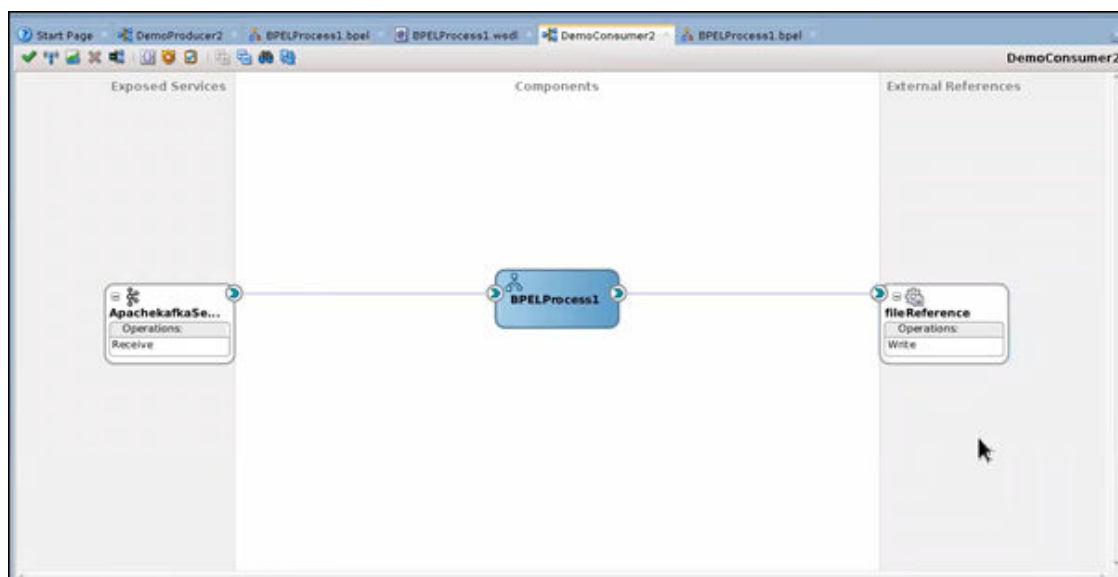 Start Page DemoProducer2 BPELProcess1.bpel BPELProcess1.wsdl DemoConsumer2 BPELProcess1.bpel
DemoConsumer2
Exposed Services Components External References
ApachekafkaSe...
Operations:
Receive
BPELProcess1
fileReference
Operations:
Write